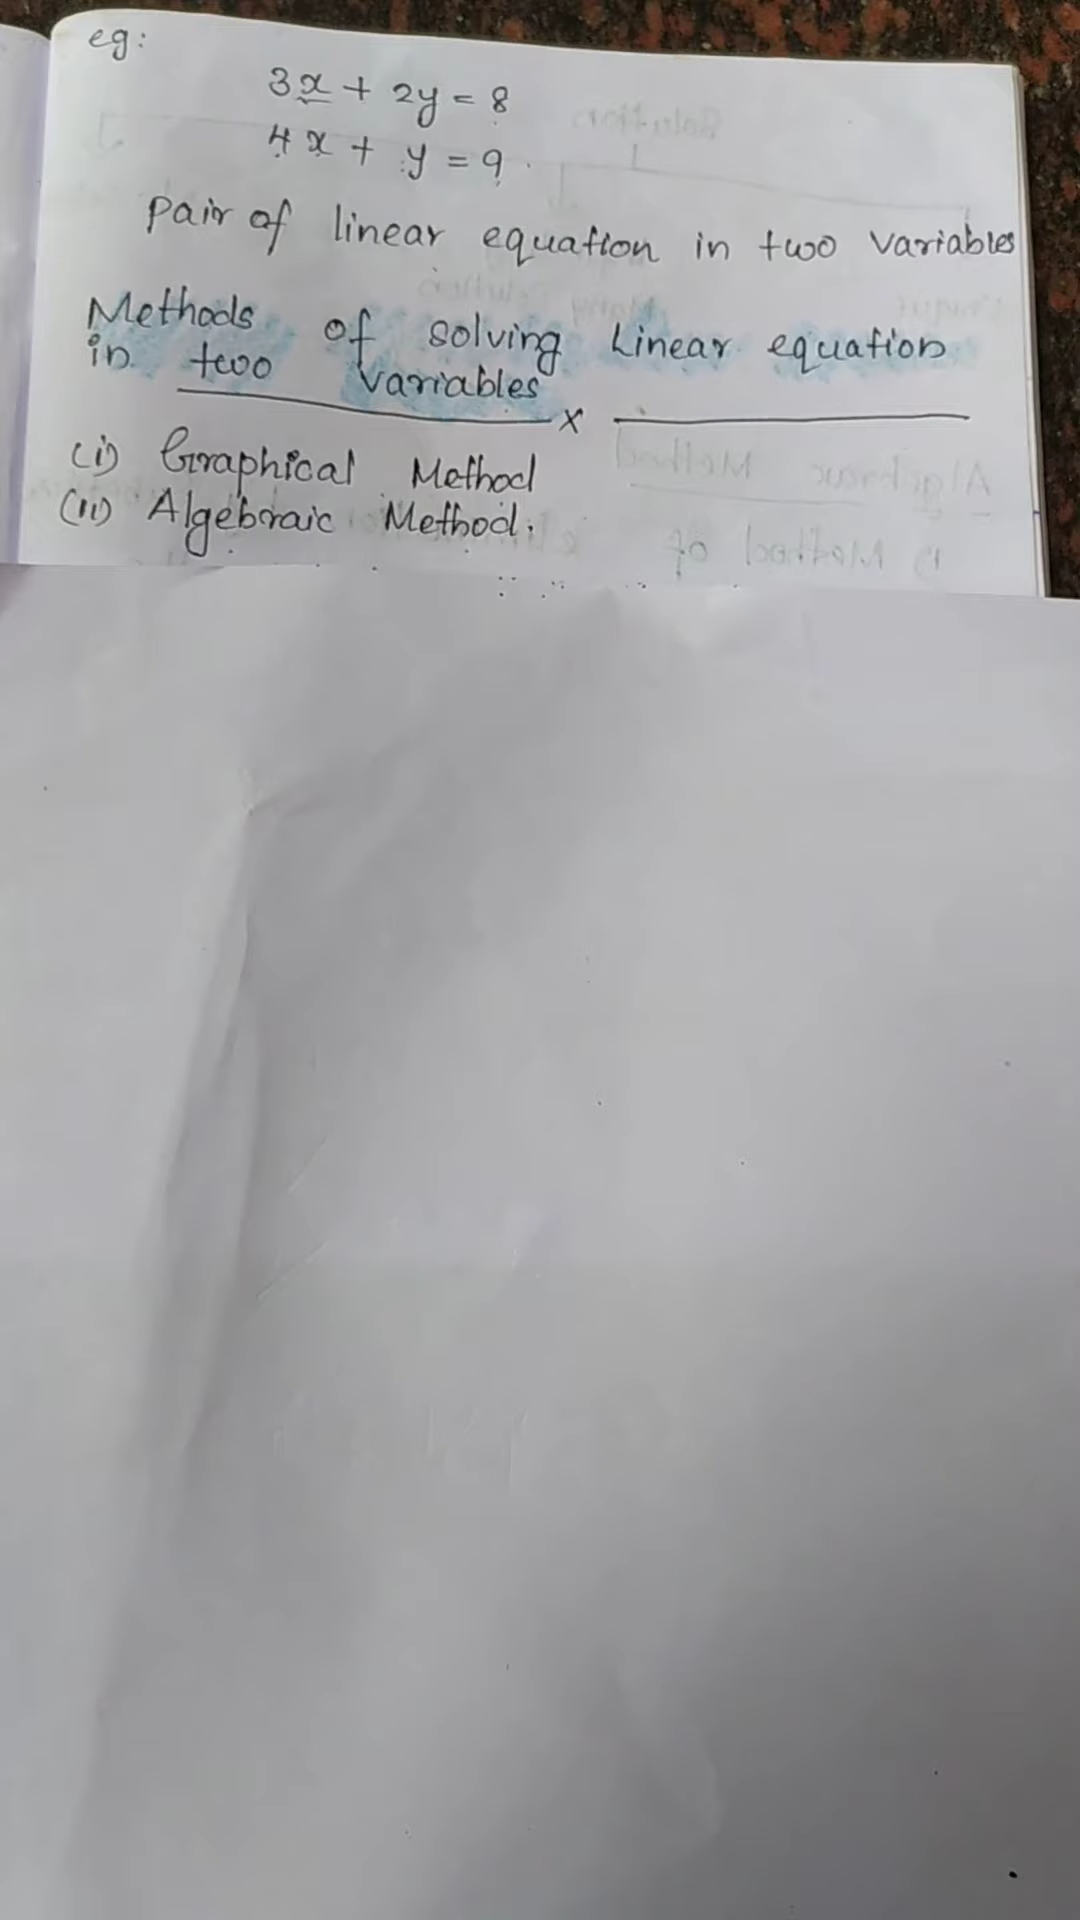 eg:
3x + 2y = 8
4x + y = 9.
Pair of linear equation in two variables
Methods of solving Linear equation
in two variables
x
(i) Graphical Method
(ii) Algebraic Method.